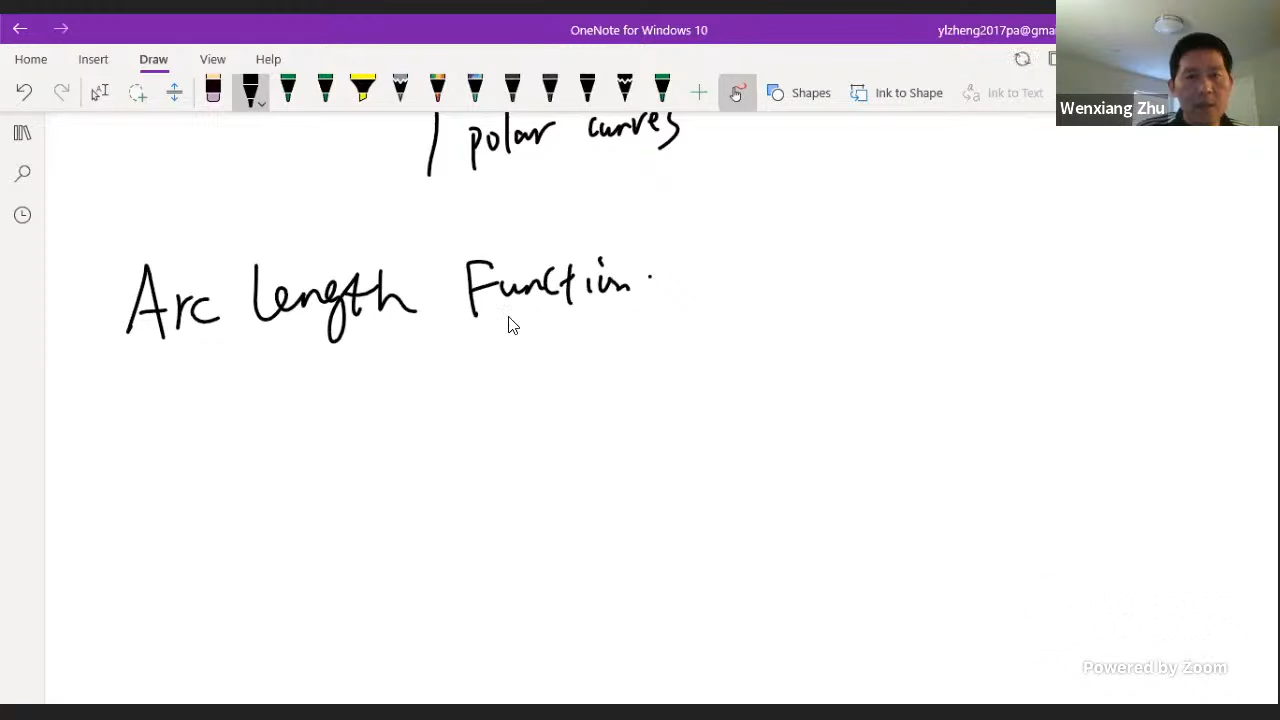 OneNote for Windows 10
ylzheng2017pa@gma
Home Insert Draw View Help
Shapes Ink to Shape Ink to Text
Wenxiang Zhu
polar curves
Arc Length Function.
Powered by Zoom